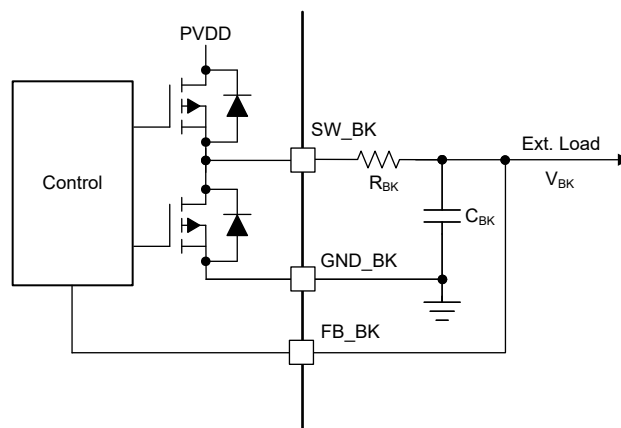 PVDD
SW_BK
Ext. Load
Control
R_BK
V_BK
C_BK
GND_BK
FB_BK